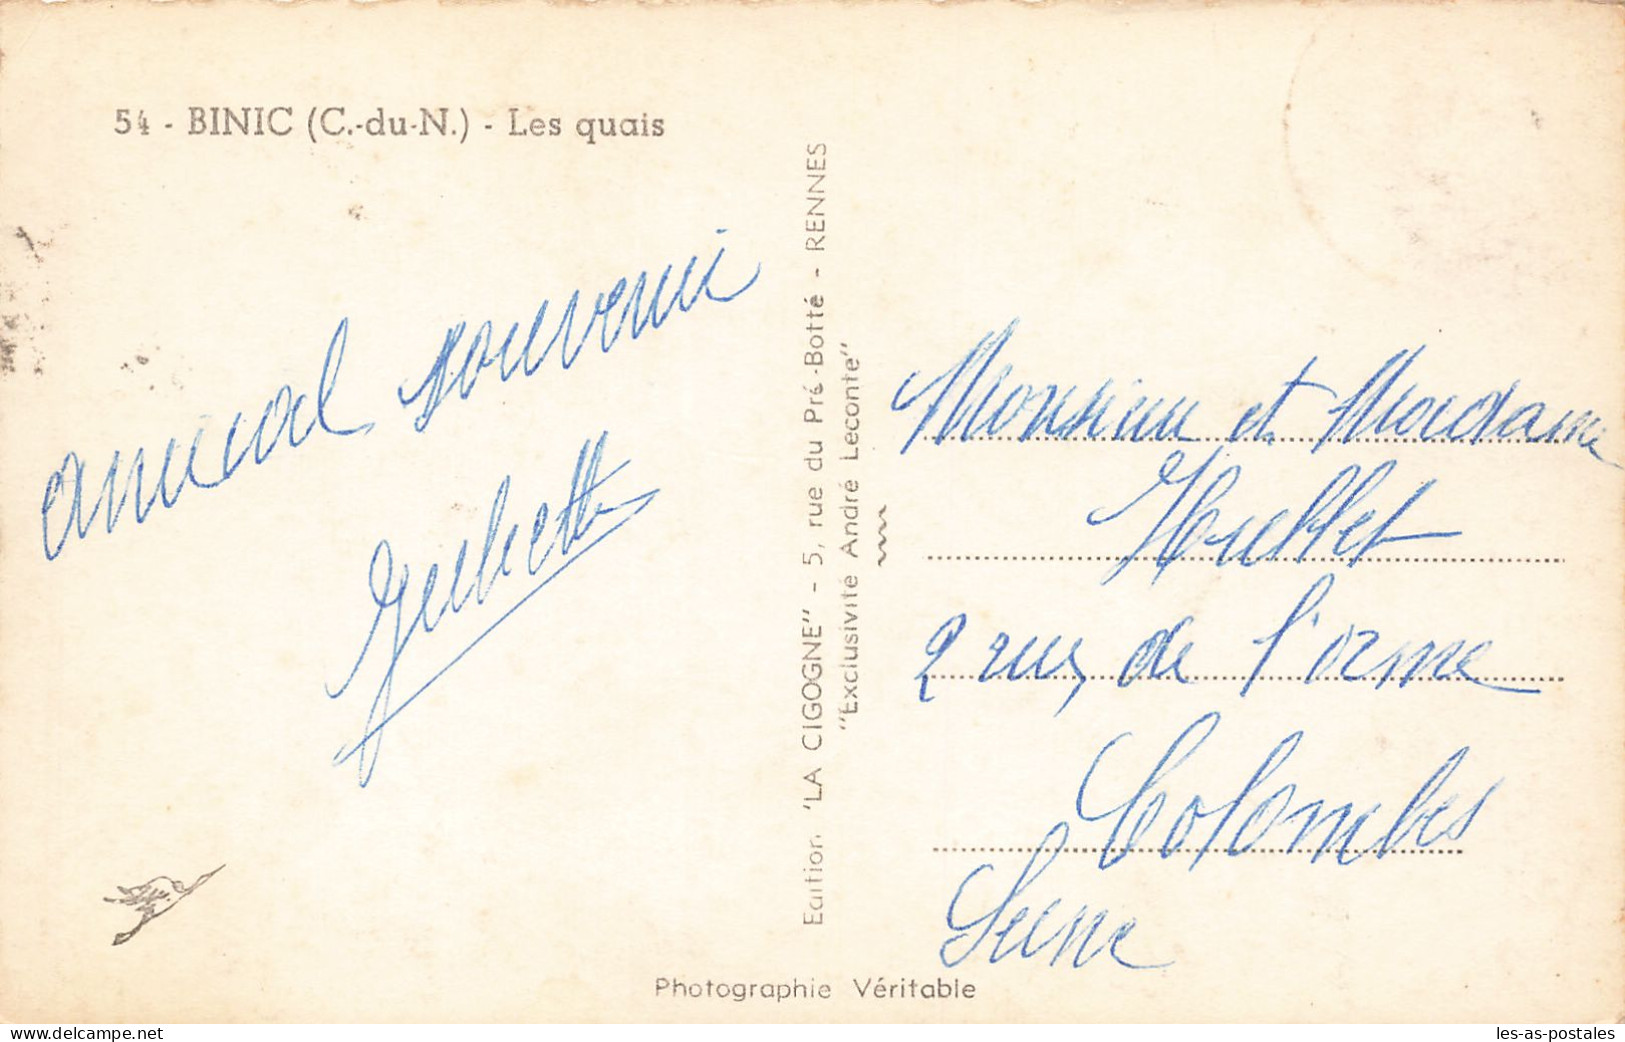 54 - BINIC (C.-du-N.) - Les quais
amical souvenir
Edition "LA CIGOGNE" - 5, rue du Pré-Botté - RENNES
"Exclusivité André Leconte"
Monsieur et Madame
2 rue de l'orme
Colombes
Seine
Photographie Véritable
www.delcampe.net
les-as-postales